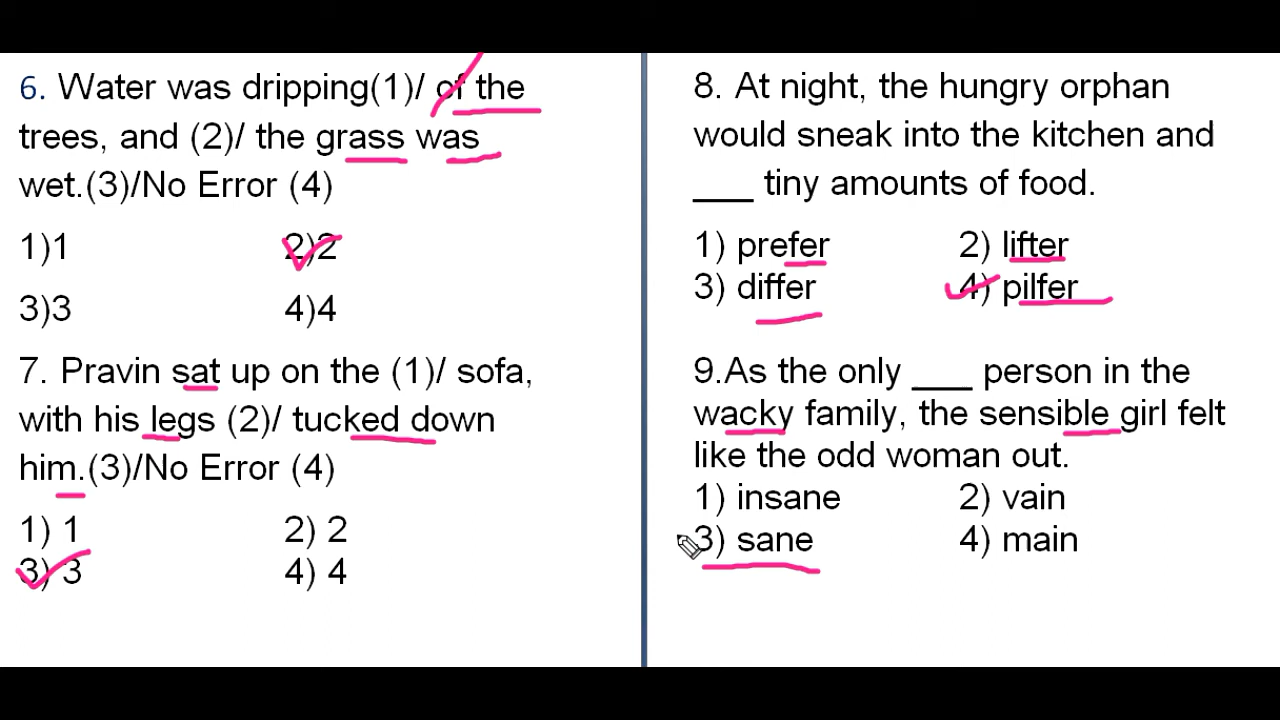 6. Water was dripping(1)/ of the
trees, and (2)/ the grass was
wet.(3)/No Error (4)
1)1 2)2
3)3 4)4
7. Pravin sat up on the (1)/ sofa,
with his legs (2)/ tucked down
him.(3)/No Error (4)
1) 1 2) 2
3) 3 4) 4
8. At night, the hungry orphan
would sneak into the kitchen and
___ tiny amounts of food.
1) prefer 2) lifter
3) differ 4) pilfer
9.As the only ___ person in the
wacky family, the sensible girl felt
like the odd woman out.
1) insane 2) vain
3) sane 4) main